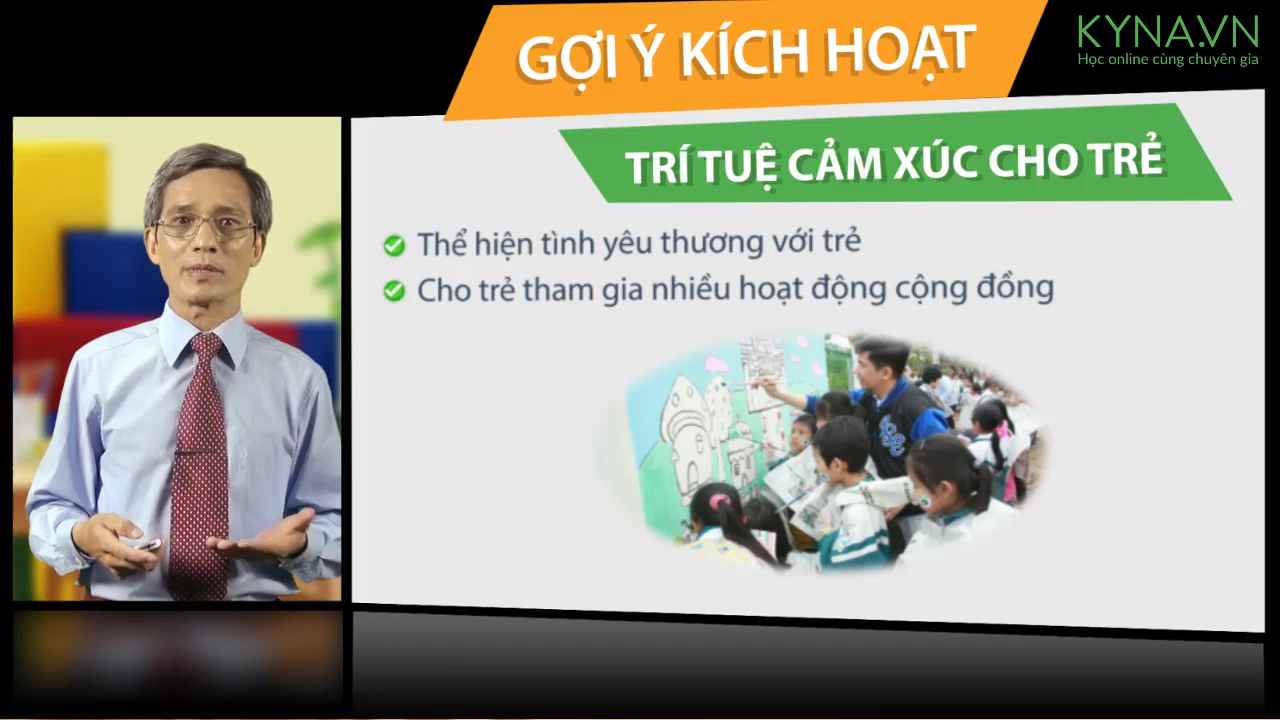 GỢI Ý KÍCH HOẠT
KYNA.VN
Học online cùng chuyên gia
TRÍ TUỆ CẢM XÚC CHO TRẺ
Thể hiện tình yêu thương với trẻ
Cho trẻ tham gia nhiều hoạt động cộng đồng